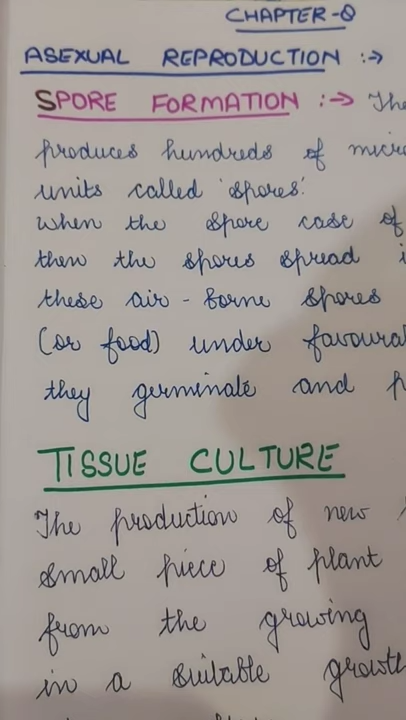 CHAPTER-8
ASEXUAL REPRODUCTION :->
SPORE FORMATION :-> The
produces hundreds of micr
units called 'spores'.
when the spore case of
then the spores spread i
these air - borne spores
(or food) under favoura
they germinate and p
TISSUE CULTURE
The production of new
small piece of plant
from the growing
in a suitable growt